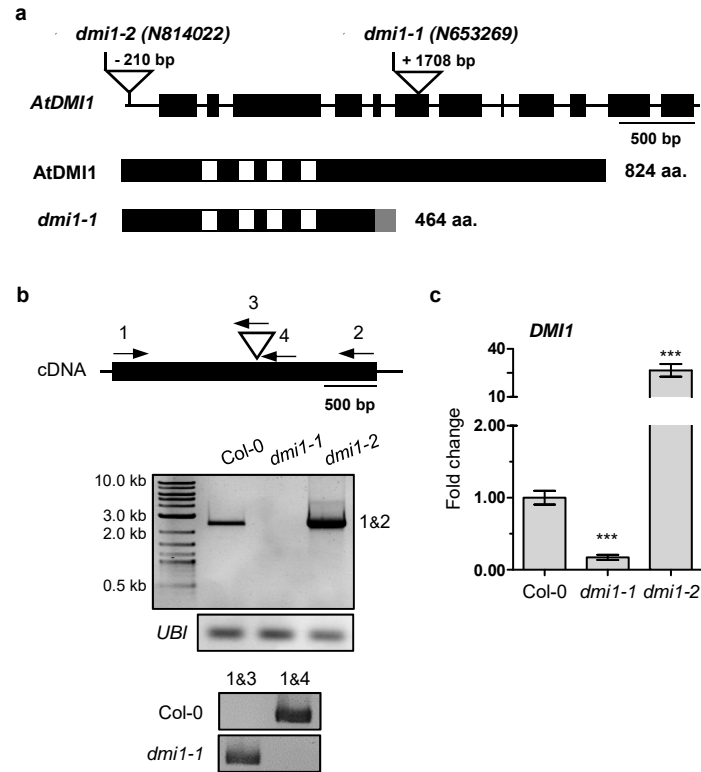 a
dmi1-2 (N814022)
dmi1-1 (N653269)
- 210 bp
+ 1708 bp
AtDMI1
500 bp
AtDMI1
824 aa.
dmi1-1
464 aa.
b
1
3
4
2
cDNA
500 bp
Col-0
dmi1-1
dmi1-2
10.0 kb
3.0 kb
2.0 kb
0.5 kb
1&2
UBI
1&3
1&4
Col-0
dmi1-1
c
DMI1
40
10
2.00
1.00
0.00
Fold change
***
***
Col-0
dmi1-1
dmi1-2